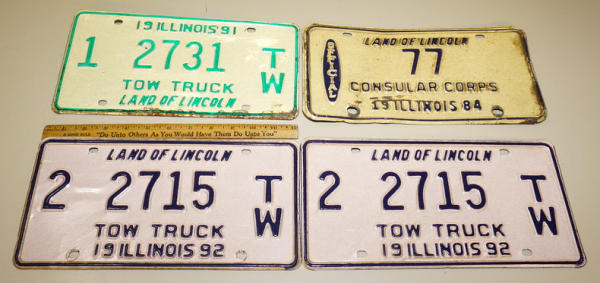 19 ILLINOIS 91
1 2731 TW
TOW TRUCK
LAND OF LINCOLN
LAND OF LINCOLN
OFFICIAL 77
CONSULAR CORPS
19 ILLINOIS 84
"Do Unto Others As You Would Have Them Do Unto You"
LAND OF LINCOLN
2 2715 TW
TOW TRUCK
19 ILLINOIS 92
LAND OF LINCOLN
2 2715 TW
TOW TRUCK
19 ILLINOIS 92